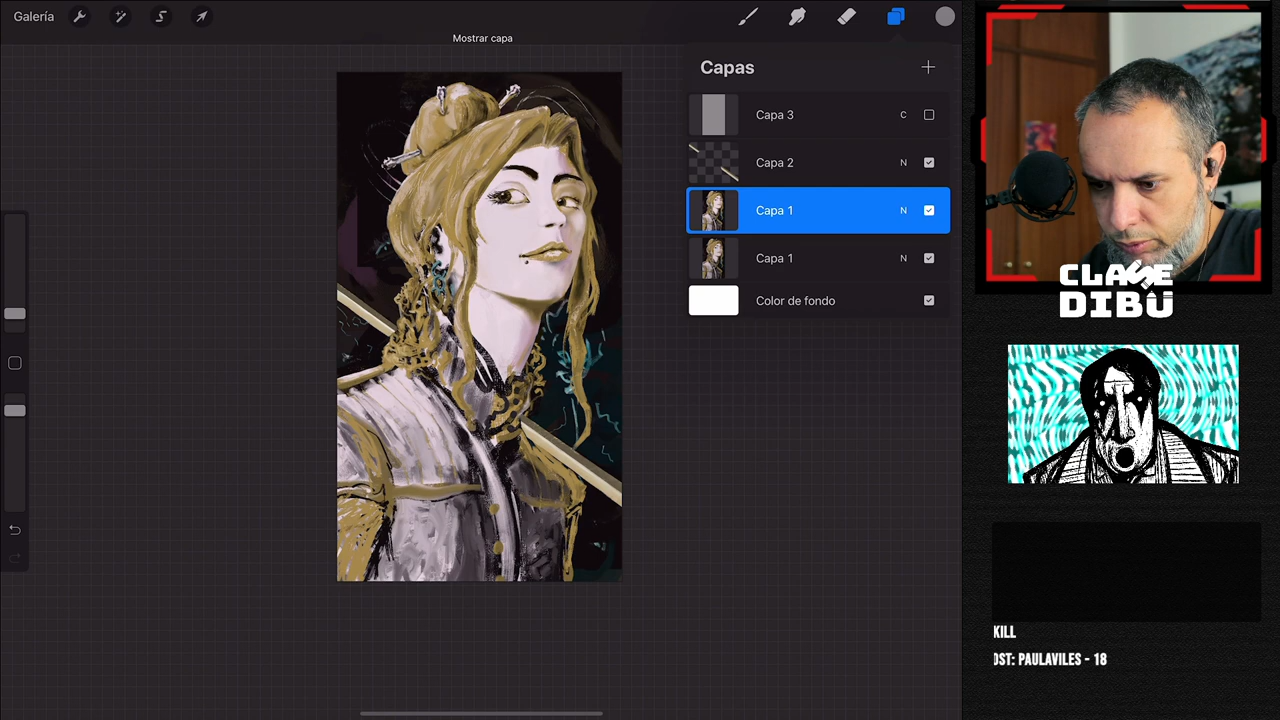 Galería
Mostrar capa
Capas
Capa 3 C
Capa 2 N
Capa 1 N
Capa 1 N
Color de fondo
CLASE
DIBU
KILL
OST: PAULAVILES - 18